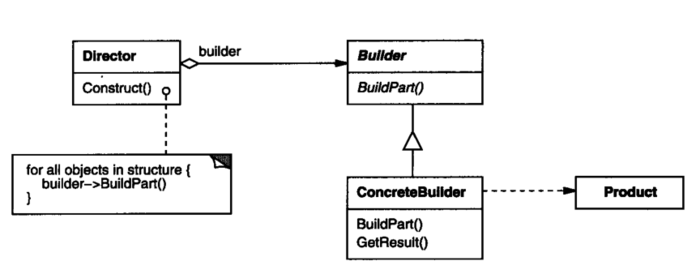 Director
Construct()
builder
Builder
BuildPart()
for all objects in structure {
builder->BuildPart()
}
ConcreteBuilder
BuildPart()
GetResult()
Product